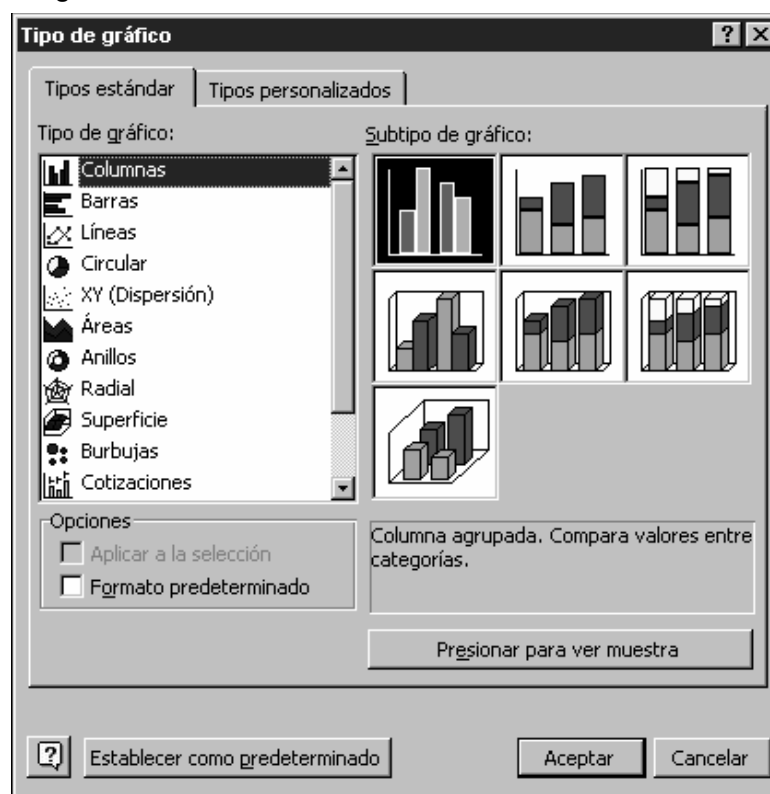 Tipo de gráfico
Tipos estándar
Tipos personalizados
Tipo de gráfico:
Columnas
Barras
Líneas
Circular
XY (Dispersión)
Áreas
Anillos
Radial
Superficie
Burbujas
Cotizaciones
Subtipo de gráfico:
Opciones
Aplicar a la selección
Formato predeterminado
Columna agrupada. Compara valores entre
categorías.
Presionar para ver muestra
Establecer como predeterminado
Aceptar
Cancelar